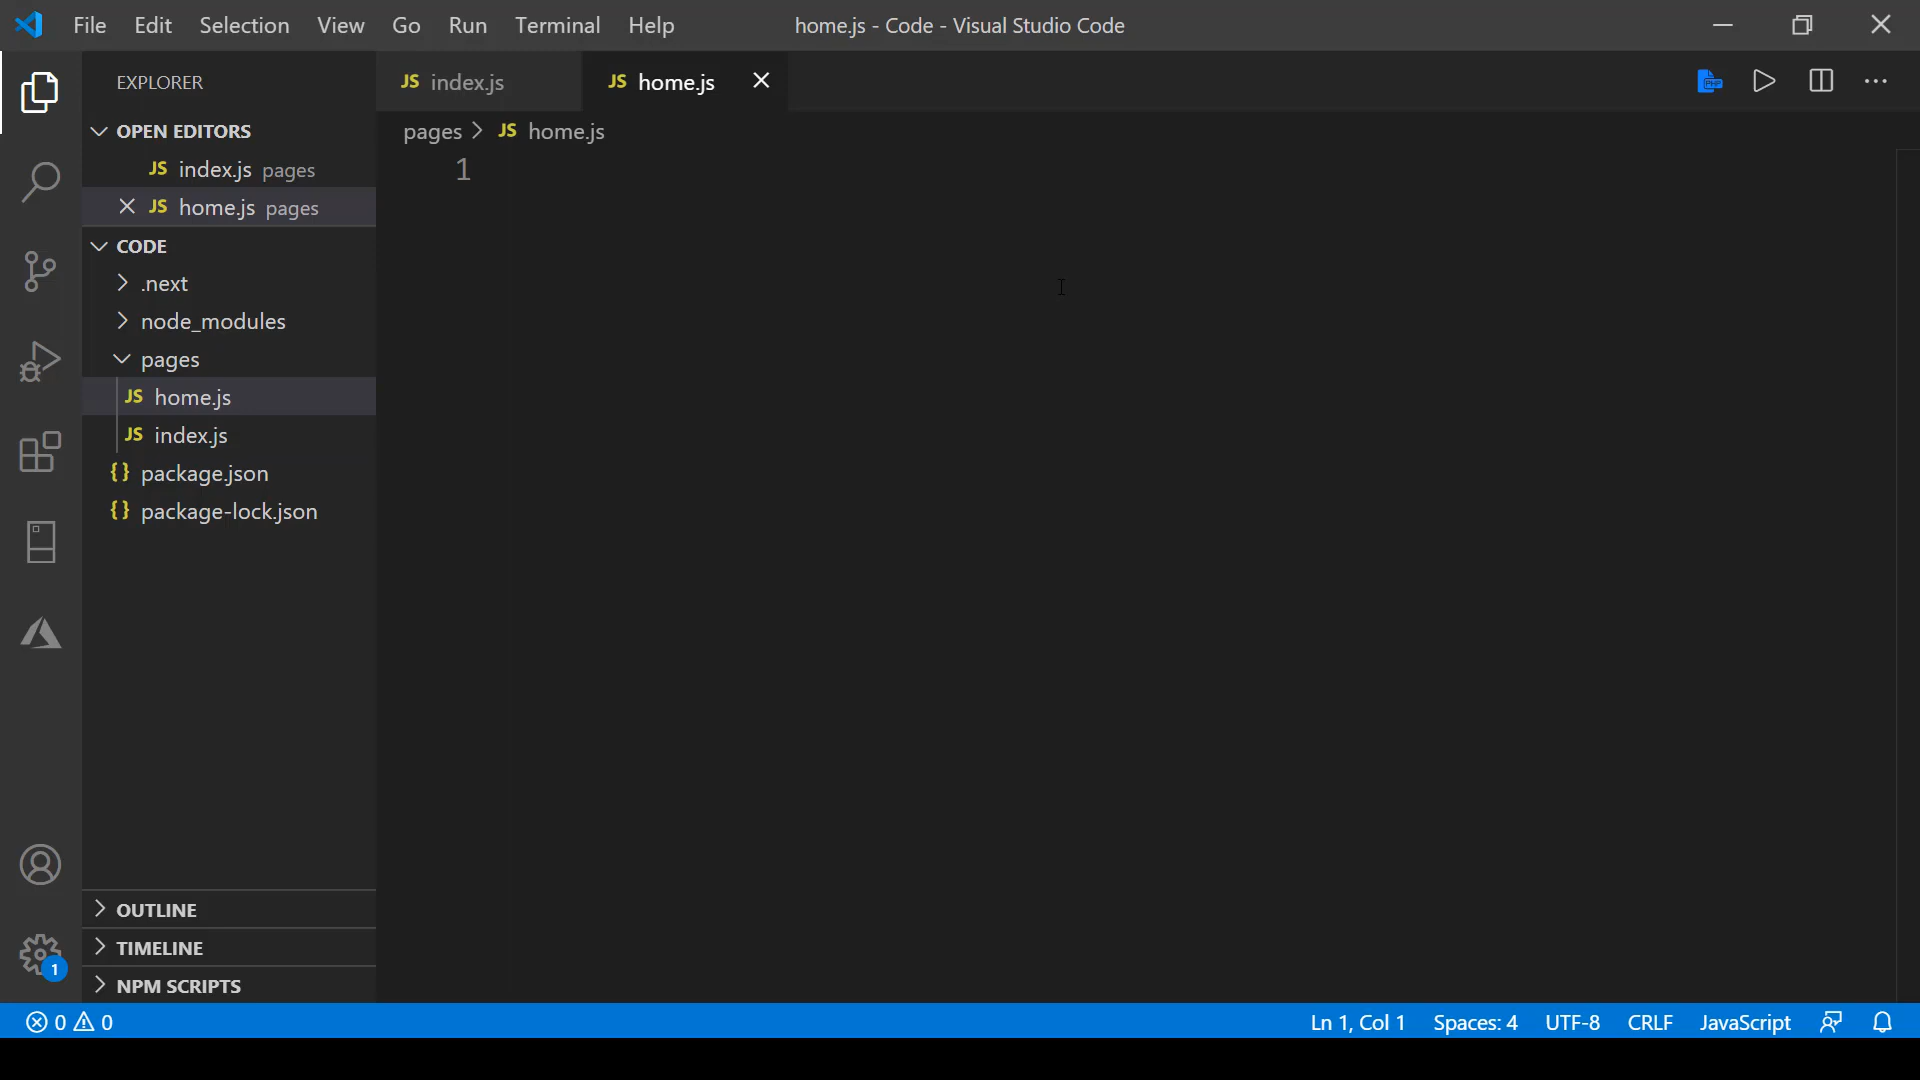 File Edit Selection View Go Run Terminal Help home.js - Code - Visual Studio Code
EXPLORER
JS index.js
JS home.js
PHP
OPEN EDITORS
JS index.js pages
JS home.js pages
pages > JS home.js
1
CODE
.next
node_modules
pages
JS home.js
JS index.js
{} package.json
{} package-lock.json
OUTLINE
TIMELINE
NPM SCRIPTS
1
0 0
Ln 1, Col 1 Spaces: 4 UTF-8 CRLF JavaScript